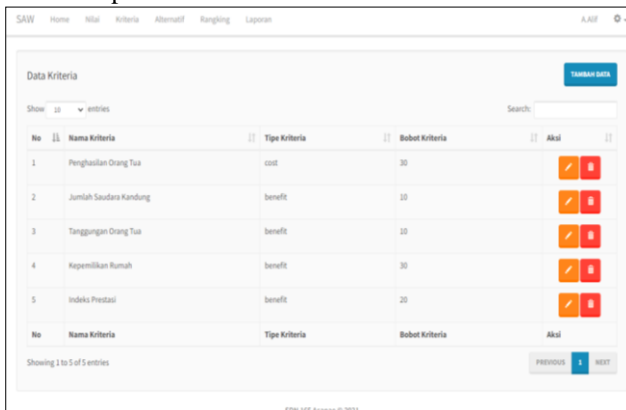 SAW Home Nilai Kriteria Alternatif Rangking Laporan A.Alif
Data Kriteria TAMBAH DATA
Show 10 entries Search:
No Nama Kriteria Tipe Kriteria Bobot Kriteria Aksi
1 Penghasilan Orang Tua cost 30
2 Jumlah Saudara Kandung benefit 10
3 Tanggungan Orang Tua benefit 10
4 Kepemilikan Rumah benefit 30
5 Indeks Prestasi benefit 20
No Nama Kriteria Tipe Kriteria Bobot Kriteria Aksi
Showing 1 to 5 of 5 entries PREVIOUS 1 NEXT